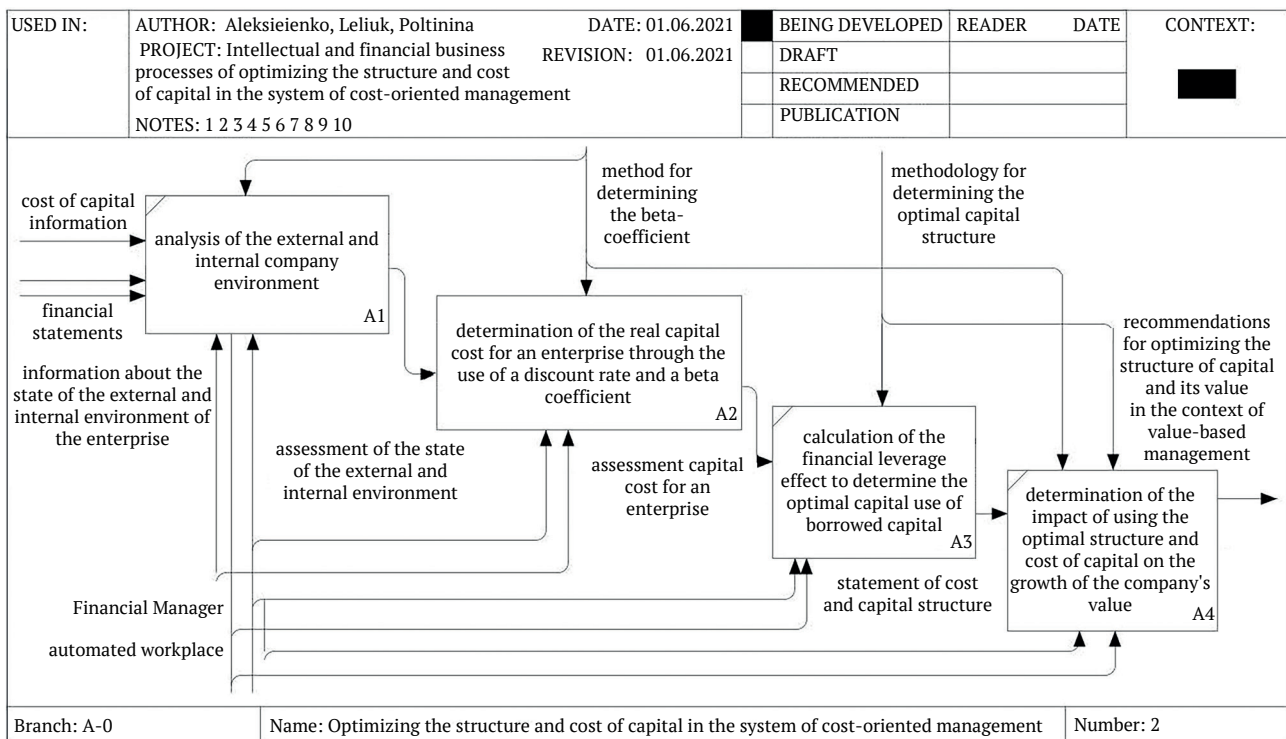 USED IN:
AUTHOR: Aleksieienko, Leliuk, Poltinina
DATE: 01.06.2021
PROJECT: Intellectual and financial business
processes of optimizing the structure and cost
of capital in the system of cost-oriented management
REVISION: 01.06.2021
NOTES: 1 2 3 4 5 6 7 8 9 10
BEING DEVELOPED
DRAFT
RECOMMENDED
PUBLICATION
READER
DATE
CONTEXT:
cost of capital
information
financial
statements
information about the
state of the external and
internal environment of
the enterprise
analysis of the external and
internal company
environment
A1
method for
determining
the beta-
coefficient
methodology for
determining the
optimal capital
structure
determination of the real capital
cost for an enterprise through the
use of a discount rate and a beta
coefficient
A2
assessment of the state
of the external and
internal environment
assessment capital
cost for an
enterprise
calculation of the
financial leverage
effect to determine the
optimal capital use of
borrowed capital
A3
recommendations
for optimizing the
structure of capital
and its value
in the context of
value-based
management
statement of cost
and capital structure
determination of the
impact of using the
optimal structure and
cost of capital on the
growth of the company's
value
A4
Financial Manager
automated workplace
Branch: A-0
Name: Optimizing the structure and cost of capital in the system of cost-oriented management
Number: 2